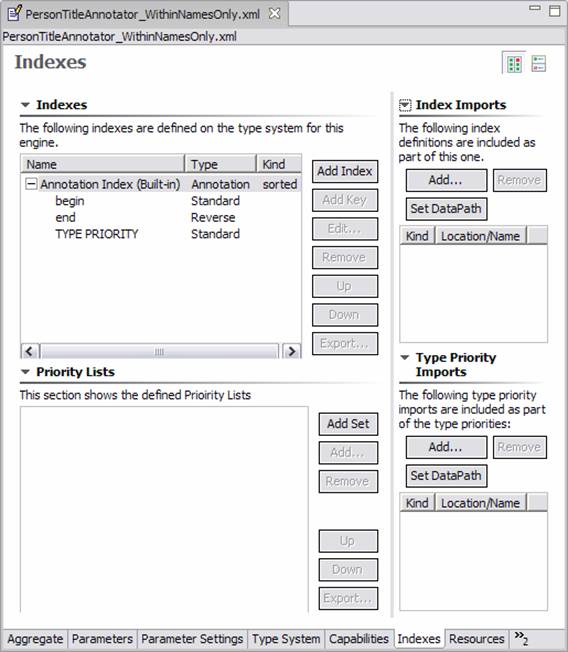 PersonTitleAnnotator_WithinNamesOnly.xml
PersonTitleAnnotator_WithinNamesOnly.xml
Indexes
Indexes
The following indexes are defined on the type system for this
engine.
Name Type Kind
Annotation Index (Built-in) Annotation sorted
begin Standard
end Reverse
TYPE PRIORITY Standard
Add Index
Add Key
Edit...
Remove
Up
Down
Export...
Priority Lists
This section shows the defined Prioirity Lists
Add Set
Add...
Remove
Up
Down
Export...
Index Imports
The following index
definitions are included as
part of this one.
Add... Remove
Set DataPath
Kind Location/Name
Type Priority
Imports
The following type priority
imports are included as part
of the type priorities:
Add... Remove
Set DataPath
Kind Location/Name
Aggregate Parameters Parameter Settings Type System Capabilities Indexes Resources »2